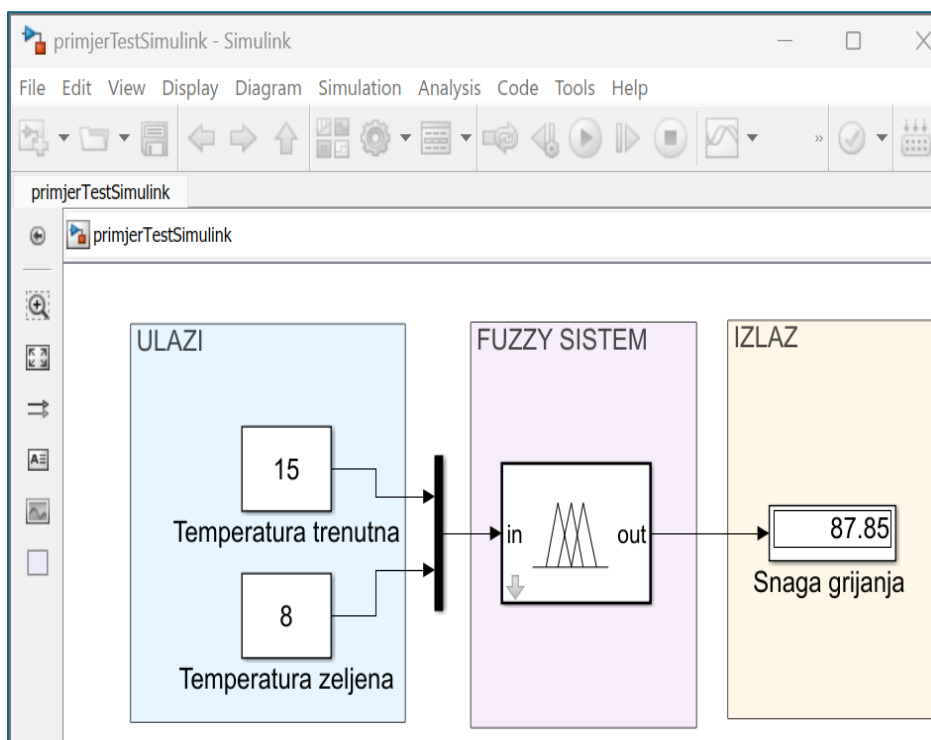 primjerTestSimulink - Simulink
File Edit View Display Diagram Simulation Analysis Code Tools Help
»
primjerTestSimulink
primjerTestSimulink
ULAZI
FUZZY SISTEM
IZLAZ
15
Temperatura trenutna
in
out
87.85
Snaga grijanja
8
Temperatura zeljena